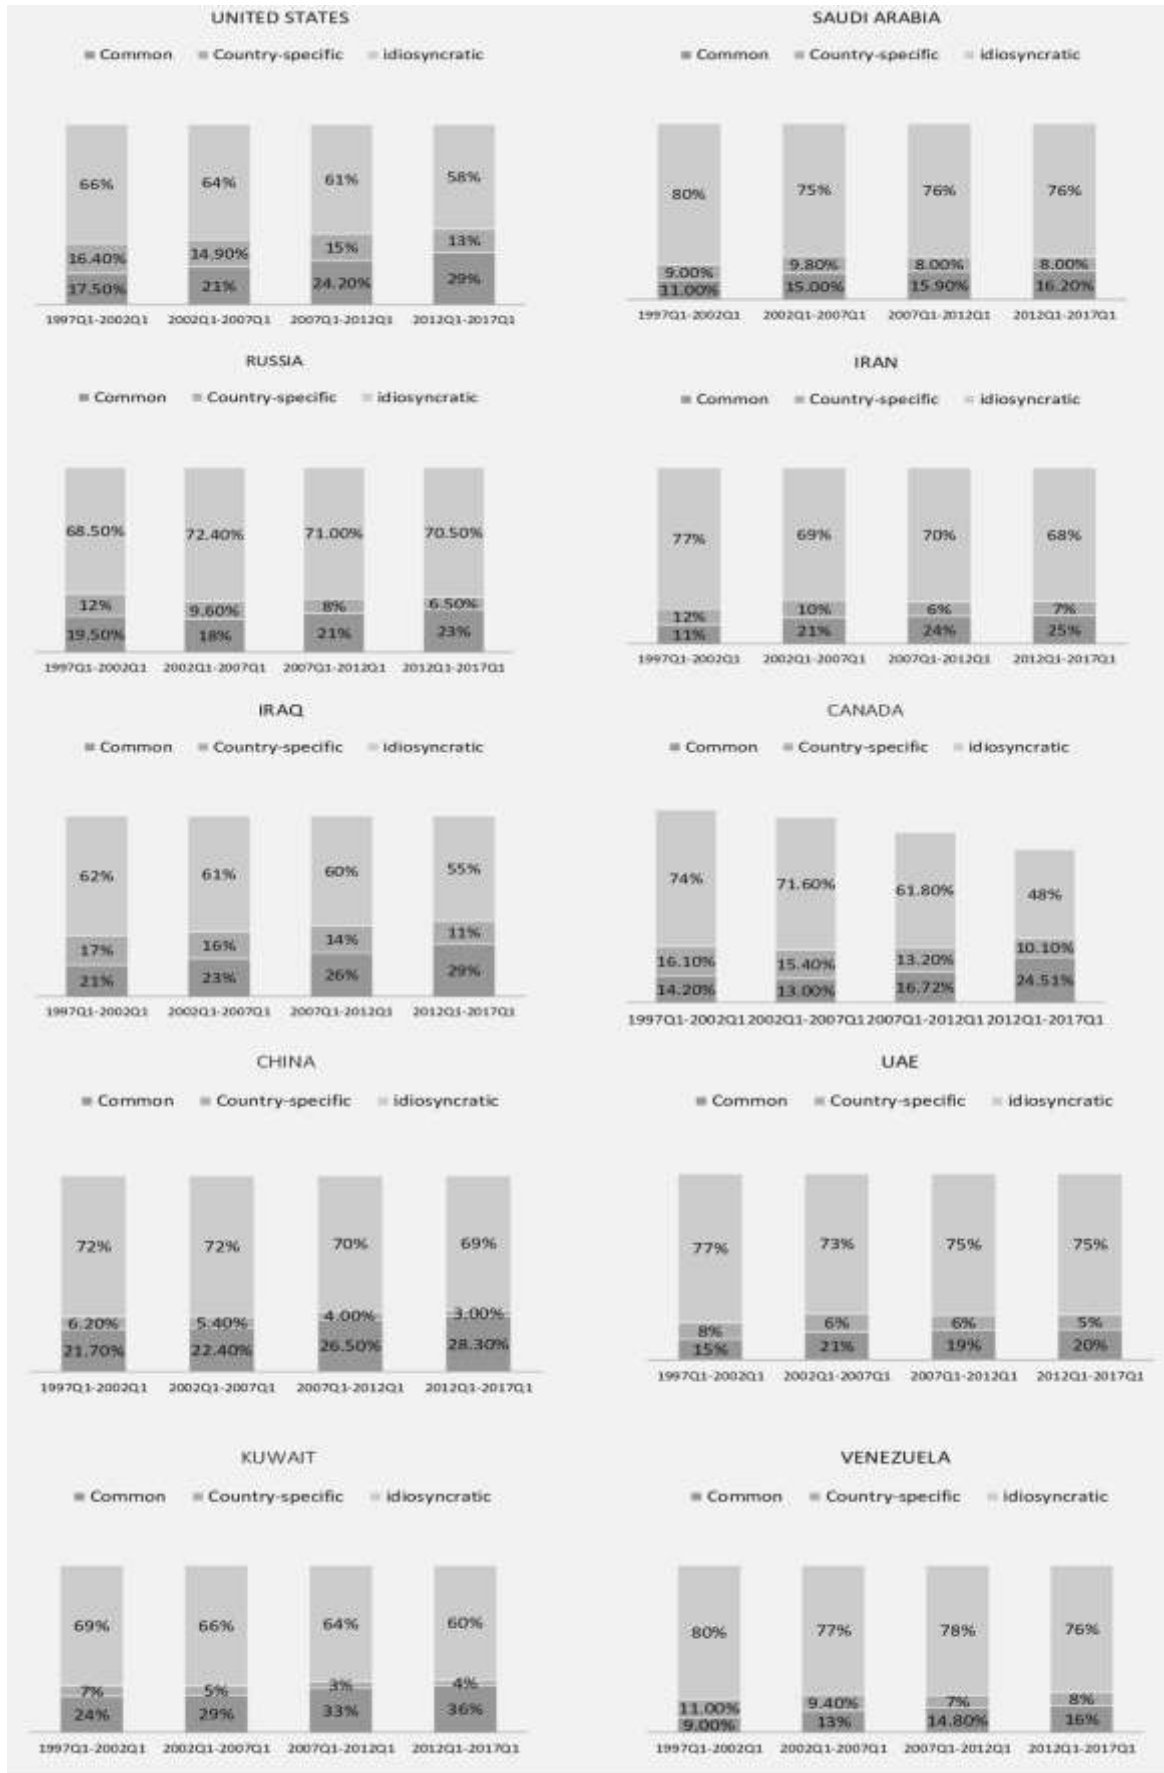 UNITED STATES
Common Country-specific idiosyncratic
66% 64% 61% 58%
16.40% 14.90% 15% 13%
17.50% 21% 24.20% 29%
1997Q1-2002Q1 2002Q1-2007Q1 2007Q1-2012Q1 2012Q1-2017Q1
SAUDI ARABIA
Common Country-specific idiosyncratic
80% 75% 76% 76%
9.00% 9.80% 8.00% 8.00%
11.00% 15.00% 15.90% 16.20%
1997Q1-2002Q1 2002Q1-2007Q1 2007Q1-2012Q1 2012Q1-2017Q1
RUSSIA
Common Country-specific idiosyncratic
68.50% 72.40% 71.00% 70.50%
12% 9.60% 8% 6.50%
19.50% 18% 21% 23%
1997Q1-2002Q1 2002Q1-2007Q1 2007Q1-2012Q1 2012Q1-2017Q1
IRAN
Common Country-specific idiosyncratic
77% 69% 70% 68%
12% 10% 6% 7%
11% 21% 24% 25%
1997Q1-2002Q1 2002Q1-2007Q1 2007Q1-2012Q1 2012Q1-2017Q1
IRAQ
Common Country-specific idiosyncratic
62% 61% 60% 55%
17% 16% 14% 11%
21% 23% 26% 29%
1997Q1-2002Q1 2002Q1-2007Q1 2007Q1-2012Q1 2012Q1-2017Q1
CANADA
Common Country-specific idiosyncratic
74% 71.60% 61.80% 48%
16.10% 15.40% 13.20% 10.10%
14.20% 13.00% 16.72% 24.51%
1997Q1-2002Q1 2002Q1-2007Q1 2007Q1-2012Q1 2012Q1-2017Q1
CHINA
Common Country-specific idiosyncratic
72% 72% 70% 69%
6.20% 5.40% 4.00% 3.00%
21.70% 22.40% 26.50% 28.30%
1997Q1-2002Q1 2002Q1-2007Q1 2007Q1-2012Q1 2012Q1-2017Q1
UAE
Common Country-specific idiosyncratic
77% 73% 75% 75%
8% 6% 6% 5%
15% 21% 19% 20%
1997Q1-2002Q1 2002Q1-2007Q1 2007Q1-2012Q1 2012Q1-2017Q1
KUWAIT
Common Country-specific idiosyncratic
69% 66% 64% 60%
7% 5% 3% 4%
24% 29% 33% 36%
1997Q1-2002Q1 2002Q1-2007Q1 2007Q1-2012Q1 2012Q1-2017Q1
VENEZUELA
Common Country-specific idiosyncratic
80% 77% 78% 76%
11.00% 9.40% 7% 8%
9.00% 13% 14.80% 16%
1997Q1-2002Q1 2002Q1-2007Q1 2007Q1-2012Q1 2012Q1-2017Q1